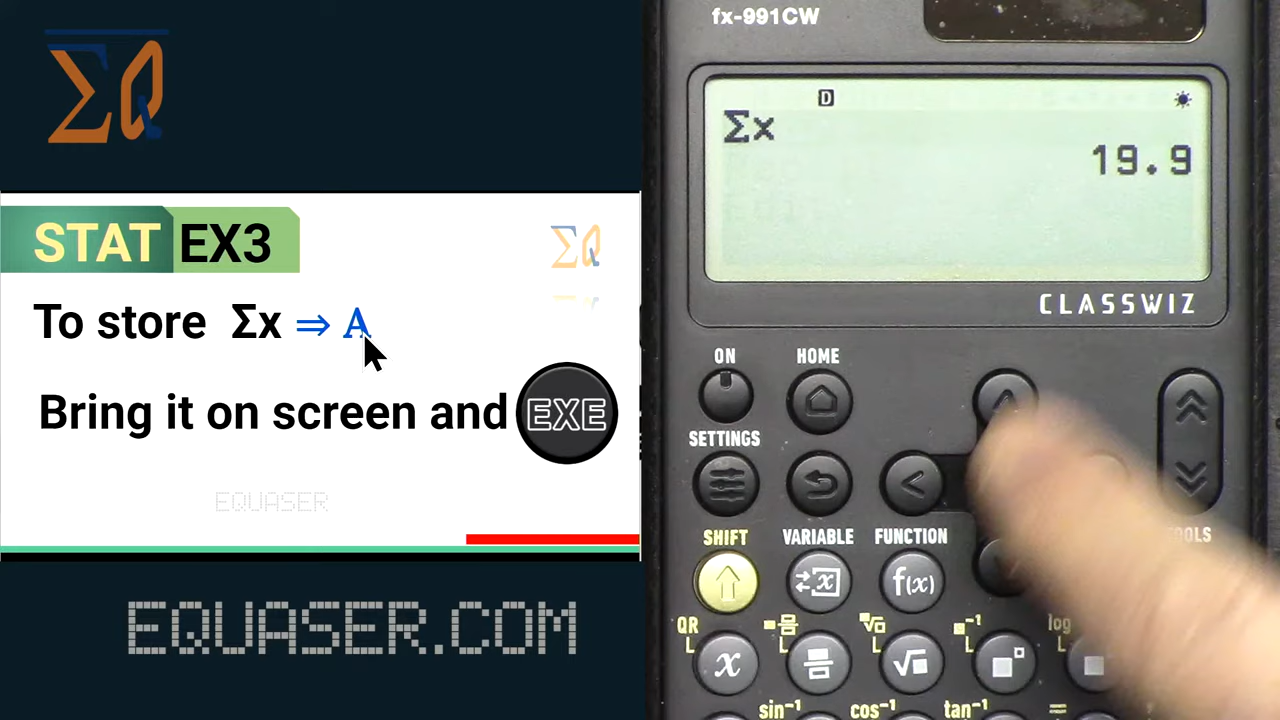 ΣQ
STAT EX3
ΣQ
To store Σx ⇒ A
Bring it on screen and EXE
EQUASER
EQUASER.COM
fx-991CW
D
Σx
19.9
CLASSWIZ
ON
HOME
SETTINGS
SHIFT
VARIABLE
FUNCTION
OOLS
x
f(x)
QR
log
x
sin⁻¹
cos⁻¹
tan⁻¹
=